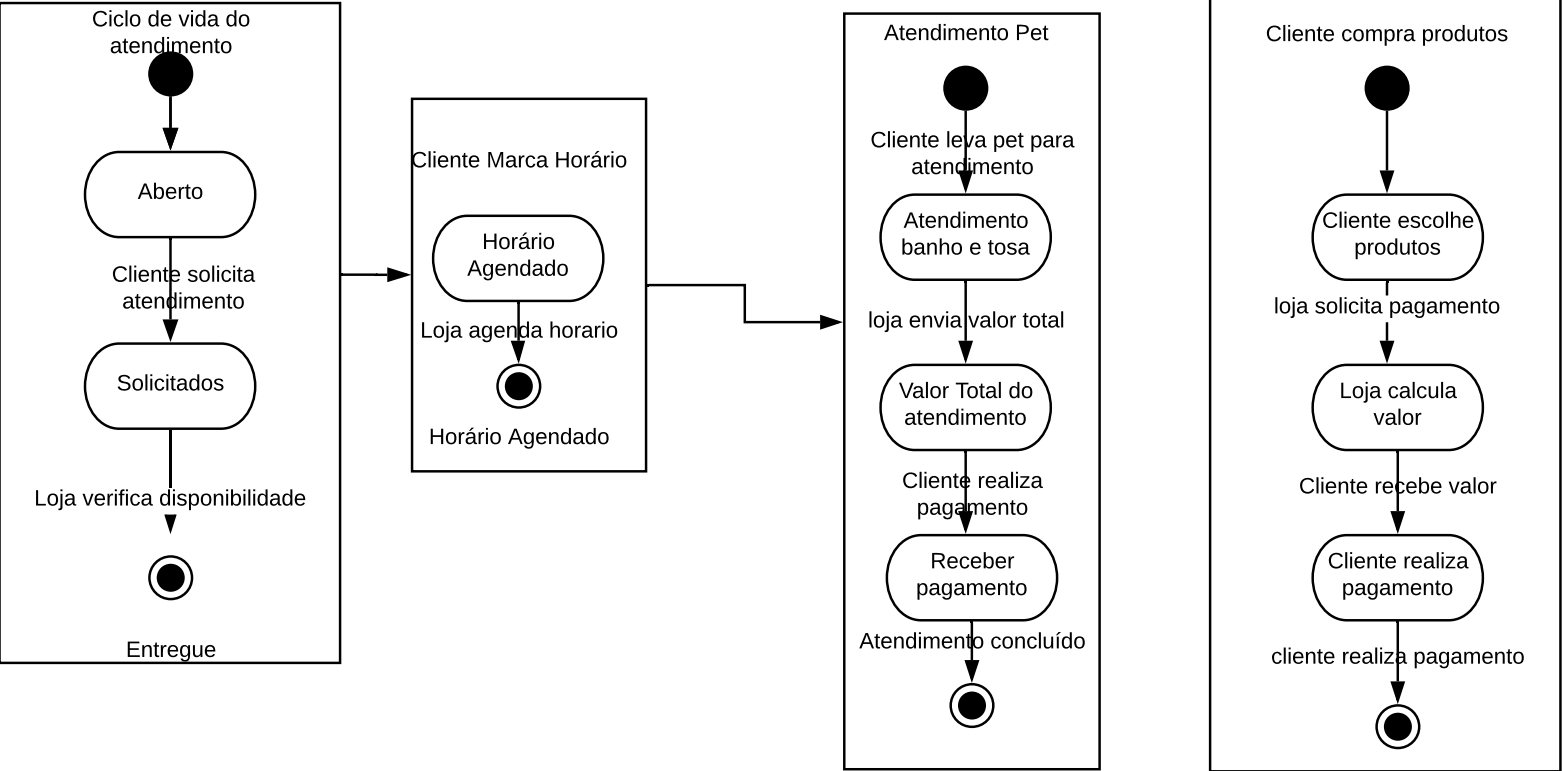 Ciclo de vida do
atendimento
Aberto
Cliente solicita
atendimento
Solicitados
Loja verifica disponibilidade
Entregue
Cliente Marca Horário
Horário
Agendado
Loja agenda horario
Horário Agendado
Atendimento Pet
Cliente leva pet para
atendimento
Atendimento
banho e tosa
loja envia valor total
Valor Total do
atendimento
Cliente realiza
pagamento
Receber
pagamento
Atendimento concluído
Cliente compra produtos
Cliente escolhe
produtos
loja solicita pagamento
Loja calcula
valor
Cliente recebe valor
Cliente realiza
pagamento
cliente realiza pagamento